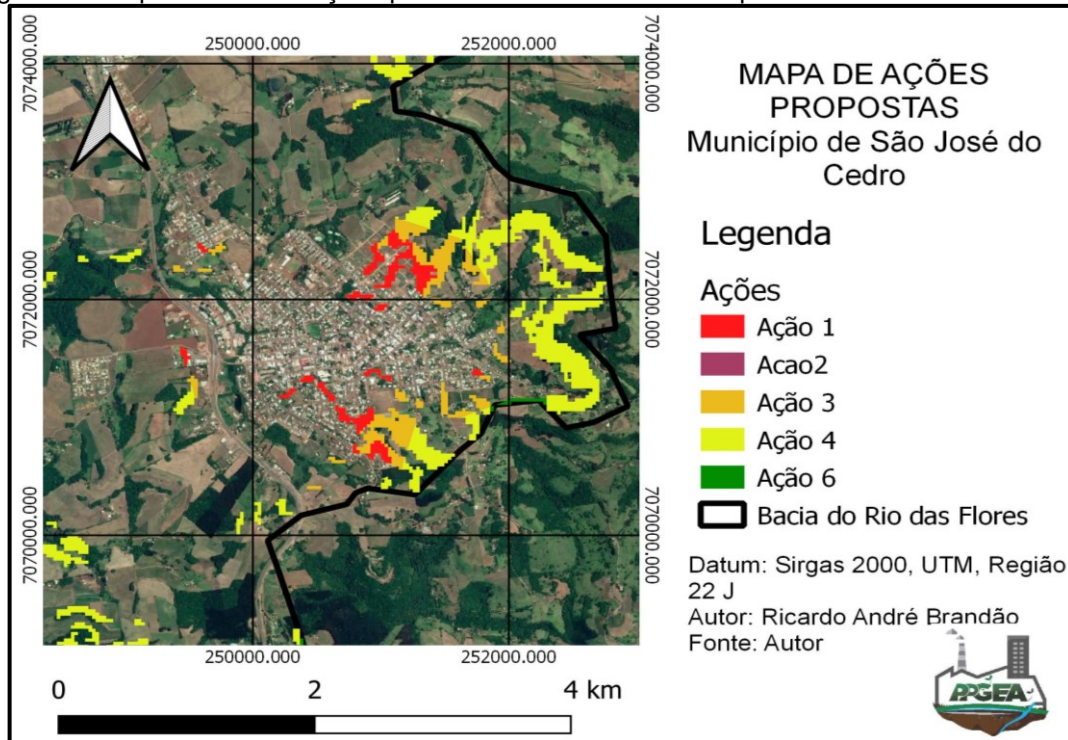 250000.000
252000.000
7074000.000
7074000.000
7072000.000
7072000.000
7070000.000
7070000.000
250000.000
252000.000
0
2
4 km
MAPA DE AÇÕES
PROPOSTAS
Município de São José do
Cedro
Legenda
Ações
Ação 1
Acao2
Ação 3
Ação 4
Ação 6
Bacia do Rio das Flores
Datum: Sirgas 2000, UTM, Região
22 J
Autor: Ricardo André Brandão
Fonte: Autor
PPGEA